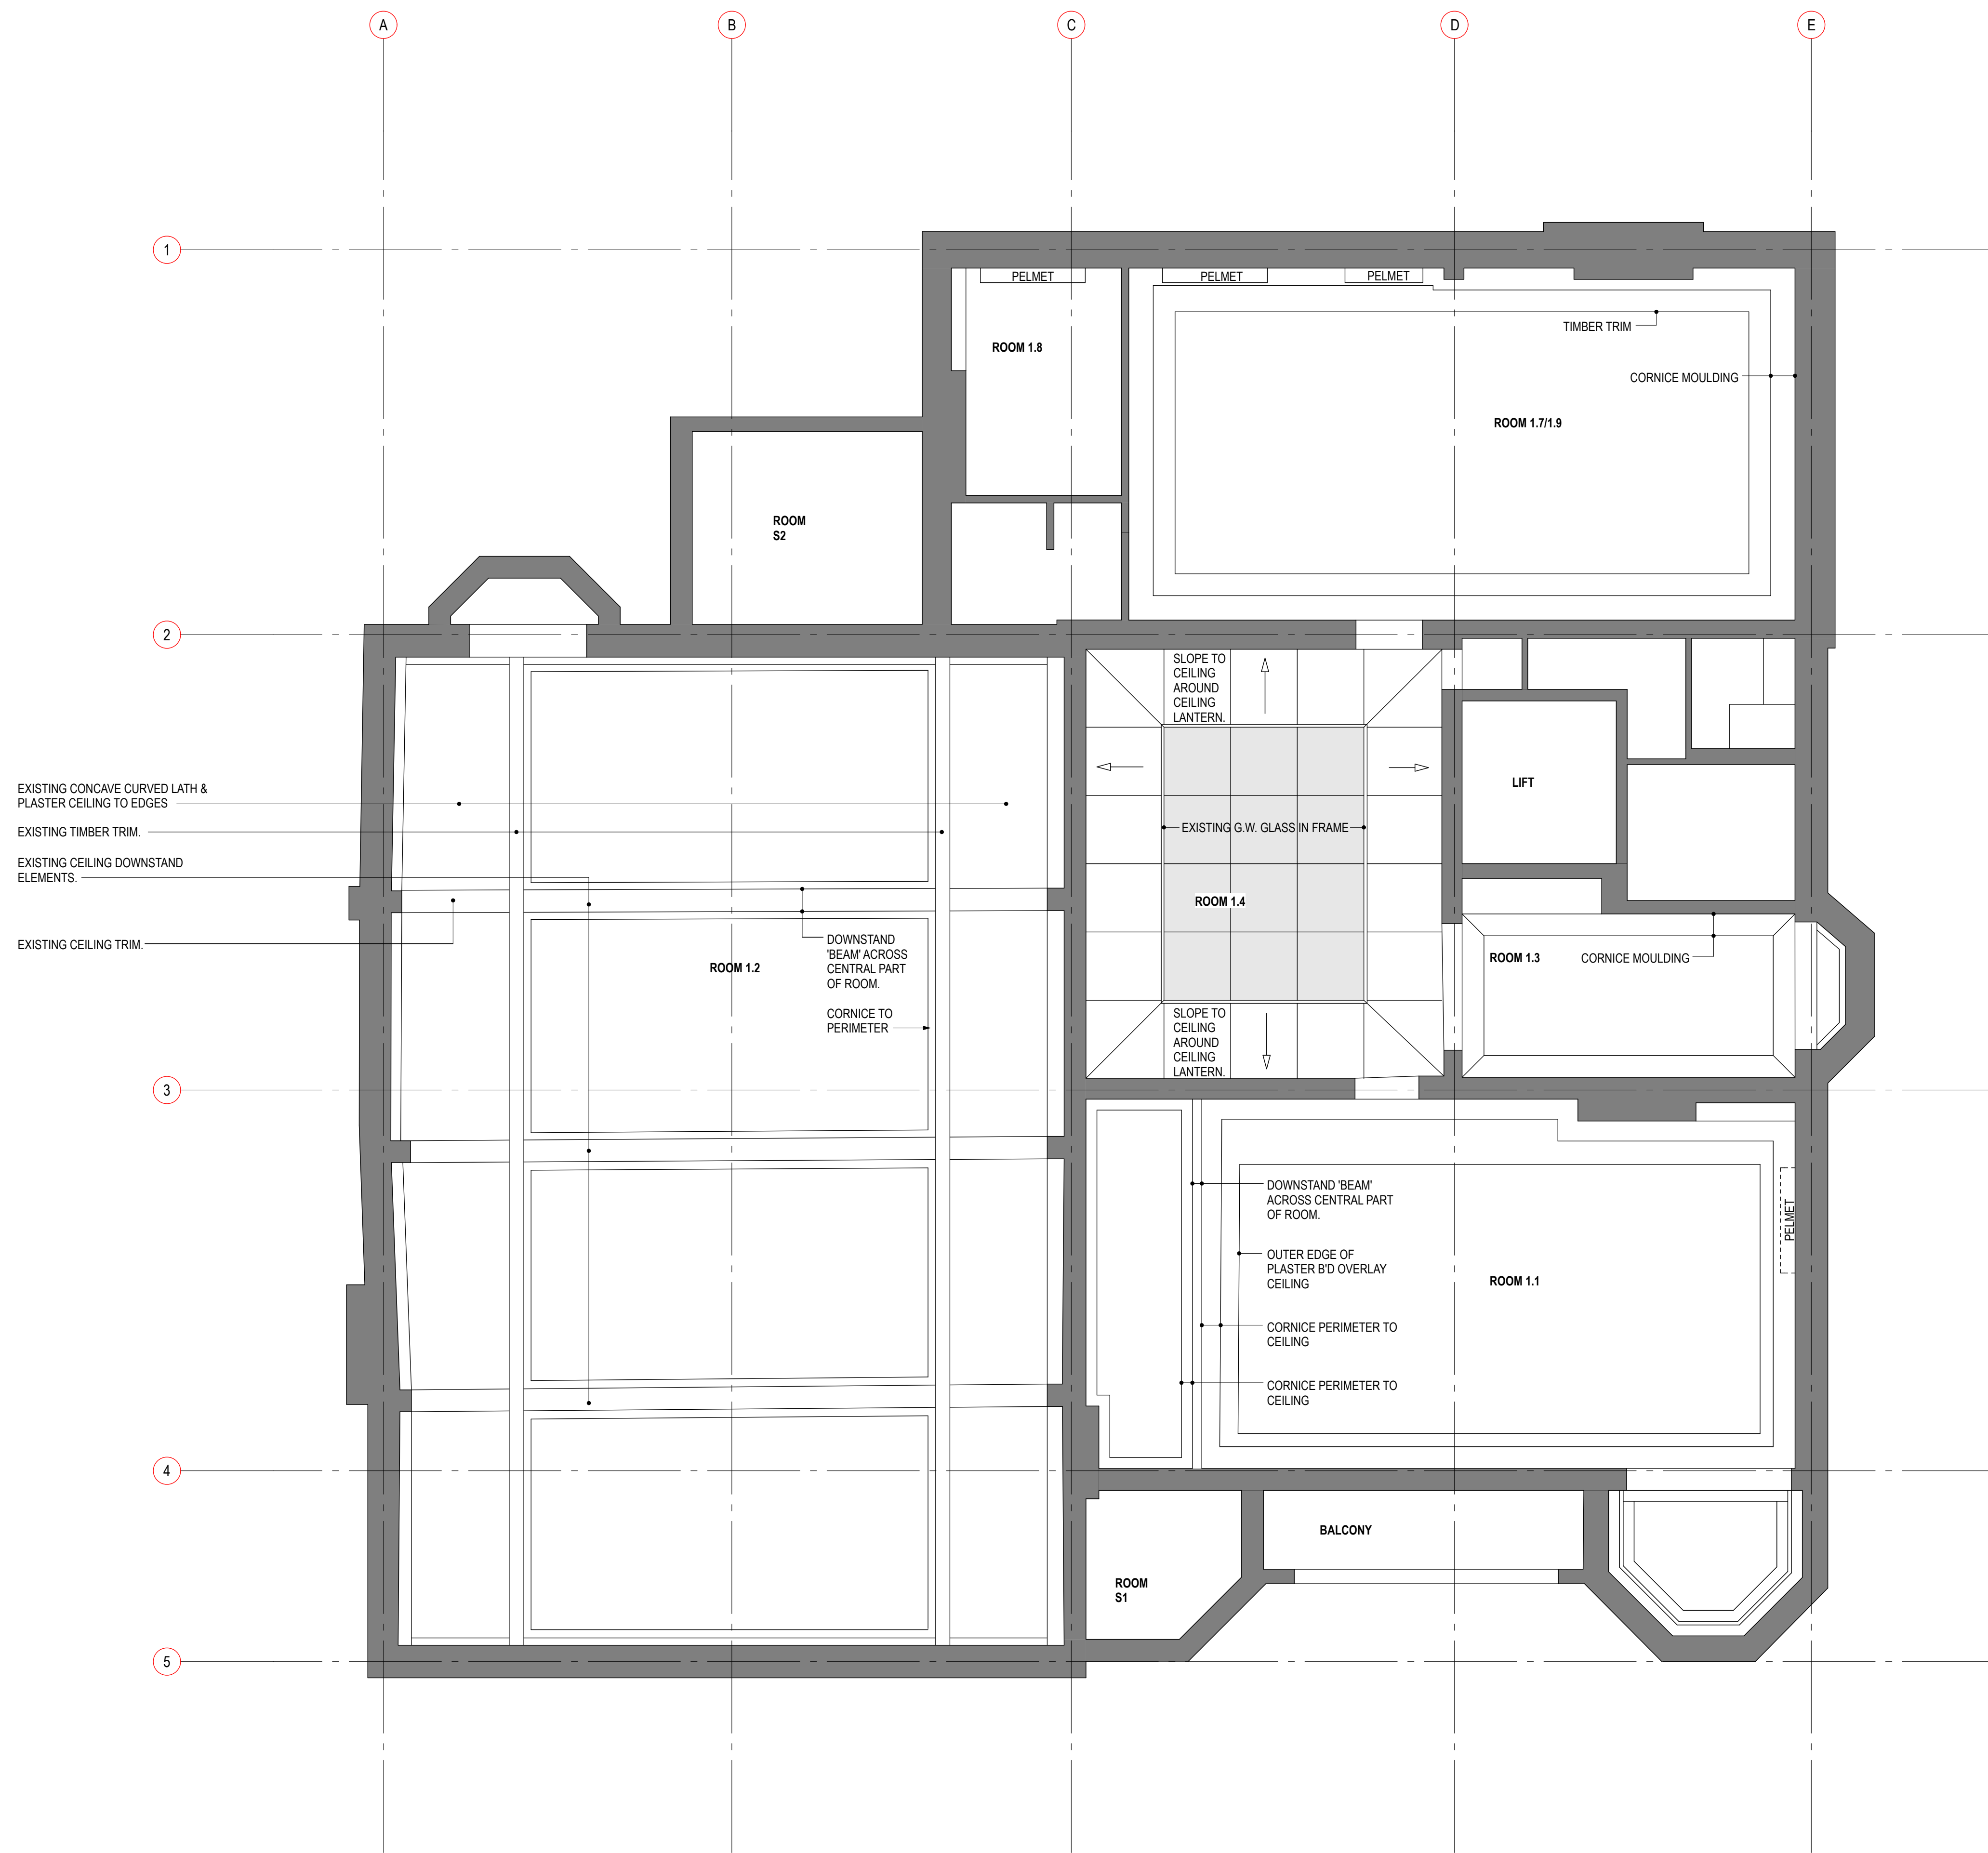 A
B
C
D
E
1
PELMET
PELMET
PELMET
TIMBER TRIM
ROOM 1.8
CORNICE MOULDING
ROOM 1.7/1.9
ROOM
S2
2
SLOPE TO
CEILING
AROUND
CEILING
LANTERN.
LIFT
EXISTING CONCAVE CURVED LATH &
PLASTER CEILING TO EDGES
EXISTING TIMBER TRIM.
EXISTING G.W. GLASS IN FRAME
EXISTING CEILING DOWNSTAND
ELEMENTS.
ROOM 1.4
EXISTING CEILING TRIM.
DOWNSTAND
'BEAM' ACROSS
CENTRAL PART
OF ROOM.
ROOM 1.2
ROOM 1.3
CORNICE MOULDING
CORNICE TO
PERIMETER
SLOPE TO
CEILING
AROUND
CEILING
LANTERN.
3
DOWNSTAND 'BEAM'
ACROSS CENTRAL PART
OF ROOM.
PELMET
OUTER EDGE OF
PLASTER B'D OVERLAY
CEILING
ROOM 1.1
CORNICE PERIMETER TO
CEILING
CORNICE PERIMETER TO
CEILING
4
BALCONY
ROOM
S1
5